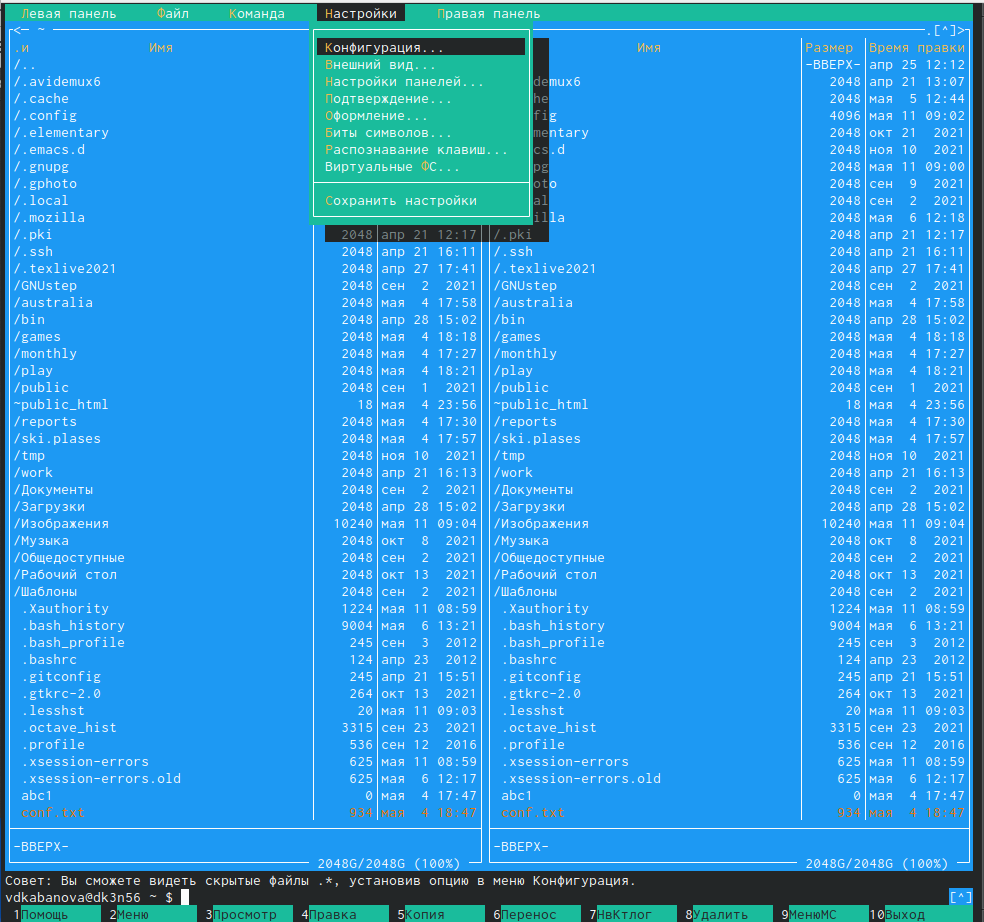 Левая панель     Файл     Команда     Настройки     Правая панель
<─ ~ .[^]>
.и Имя Имя Размер Время правки
Конфигурация...
Внешний вид...
Настройки панелей...
Подтверждение...
Оформление...
Биты символов...
Распознавание клавиш...
Виртуальные ФС...
Сохранить настройки
/.. -ВВЕРХ- апр 25 12:12
/.avidemux6 demux6 2048 апр 21 13:07
/.cache he 2048 мая  5 12:44
/.config fig 4096 мая 11 09:02
/.elementary mentary 2048 окт 21  2021
/.emacs.d cs.d 2048 ноя 10  2021
/.gnupg pg 2048 мая 11 09:00
/.gphoto oto 2048 сен  9  2021
/.local al 2048 сен  2  2021
/.mozilla illa 2048 мая  6 12:18
/.pki 2048 апр 21 12:17 /.pki 2048 апр 21 12:17
/.ssh 2048 апр 21 16:11 /.ssh 2048 апр 21 16:11
/.texlive2021 2048 апр 27 17:41 /.texlive2021 2048 апр 27 17:41
/GNUstep 2048 сен  2  2021 /GNUstep 2048 сен  2  2021
/australia 2048 мая  4 17:58 /australia 2048 мая  4 17:58
/bin 2048 апр 28 15:02 /bin 2048 апр 28 15:02
/games 2048 мая  4 18:18 /games 2048 мая  4 18:18
/monthly 2048 мая  4 17:27 /monthly 2048 мая  4 17:27
/play 2048 мая  4 18:21 /play 2048 мая  4 18:21
/public 2048 сен  1  2021 /public 2048 сен  1  2021
~public_html 18 мая  4 23:56 ~public_html 18 мая  4 23:56
/reports 2048 мая  4 17:30 /reports 2048 мая  4 17:30
/ski.plases 2048 мая  4 17:57 /ski.plases 2048 мая  4 17:57
/tmp 2048 ноя 10  2021 /tmp 2048 ноя 10  2021
/work 2048 апр 21 16:13 /work 2048 апр 21 16:13
/Документы 2048 сен  2  2021 /Документы 2048 сен  2  2021
/Загрузки 2048 апр 28 15:02 /Загрузки 2048 апр 28 15:02
/Изображения 10240 мая 11 09:04 /Изображения 10240 мая 11 09:04
/Музыка 2048 окт  8  2021 /Музыка 2048 окт  8  2021
/Общедоступные 2048 сен  2  2021 /Общедоступные 2048 сен  2  2021
/Рабочий стол 2048 окт 13  2021 /Рабочий стол 2048 окт 13  2021
/Шаблоны 2048 сен  2  2021 /Шаблоны 2048 сен  2  2021
.Xauthority 1224 мая 11 08:59 .Xauthority 1224 мая 11 08:59
.bash_history 9004 мая  6 13:21 .bash_history 9004 мая  6 13:21
.bash_profile 245 сен  3  2012 .bash_profile 245 сен  3  2012
.bashrc 124 апр 23  2012 .bashrc 124 апр 23  2012
.gitconfig 245 апр 21 15:51 .gitconfig 245 апр 21 15:51
.gtkrc-2.0 264 окт 13  2021 .gtkrc-2.0 264 окт 13  2021
.lesshst 20 мая 11 09:03 .lesshst 20 мая 11 09:03
.octave_hist 3315 сен 23  2021 .octave_hist 3315 сен 23  2021
.profile 536 сен 12  2016 .profile 536 сен 12  2016
.xsession-errors 625 мая 11 08:59 .xsession-errors 625 мая 11 08:59
.xsession-errors.old 625 мая  6 12:17 .xsession-errors.old 625 мая  6 12:17
abc1 0 мая  4 17:47 abc1 0 мая  4 17:47
conf.txt 934 мая  4 18:47 conf.txt 934 мая  4 18:47
-ВВЕРХ- -ВВЕРХ-
2048G/2048G (100%) 2048G/2048G (100%)
Совет: Вы сможете видеть скрытые файлы .*, установив опцию в меню Конфигурация.
vdkabanova@dk3n56 ~ $ [^]
1Помощь 2Меню 3Просмотр 4Правка 5Копия 6Перенос 7НвКтлог 8Удалить 9МенюМС 10Выход